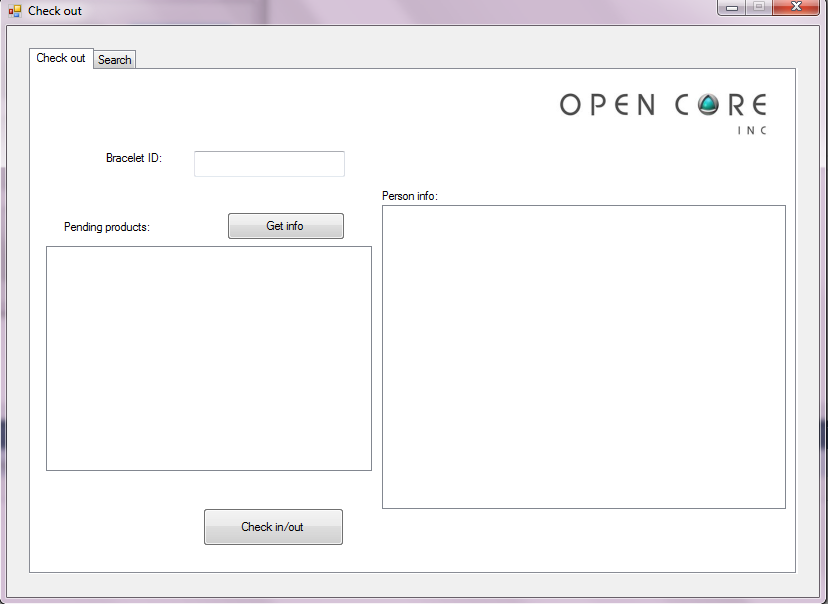 Check out
Check out
Search
OPEN CORE
INC
Bracelet ID:
Person info:
Pending products:
Get info
Check in/out